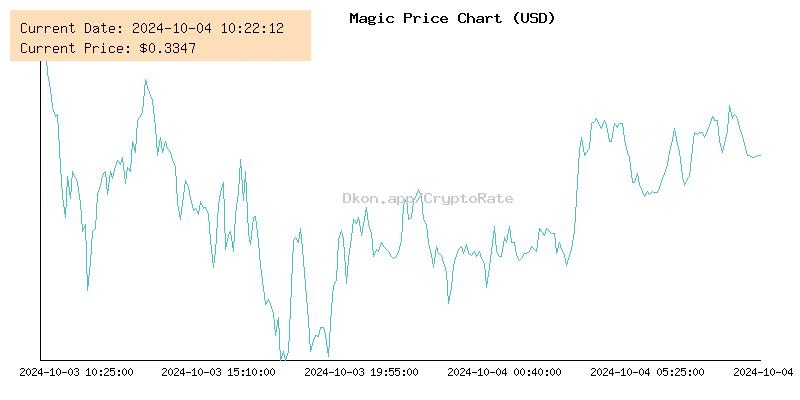 Magic Price Chart (USD)
Current Date: 2024-10-04 10:22:12
Current Price: $0.3347
Dkon.app/CryptoRate
2024-10-03 10:25:00 2024-10-03 15:10:00 2024-10-03 19:55:00 2024-10-04 00:40:00 2024-10-04 05:25:00 2024-10-04